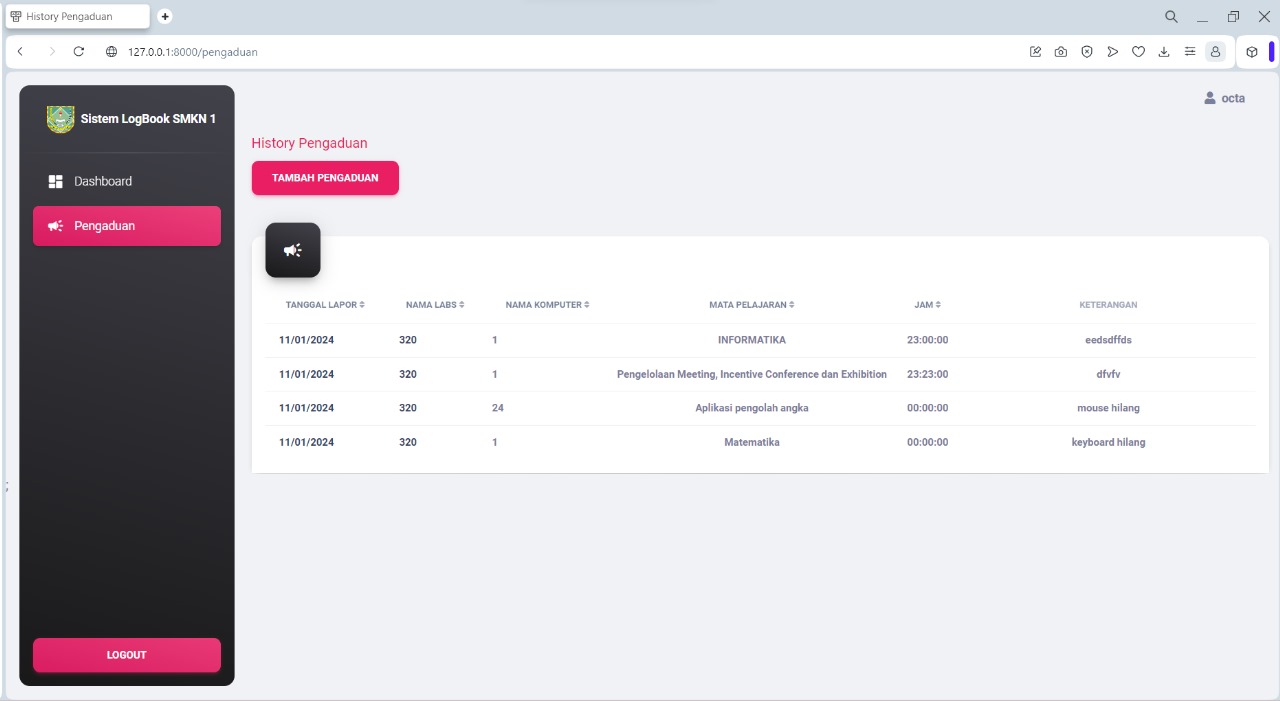 History Pengaduan
127.0.0.1:8000/pengaduan
Sistem LogBook SMKN 1
octa
Dashboard
Pengaduan
LOGOUT
;
History Pengaduan
TAMBAH PENGADUAN
TANGGAL LAPOR NAMA LABS NAMA KOMPUTER MATA PELAJARAN JAM KETERANGAN
11/01/2024 320 1 INFORMATIKA 23:00:00 eedsdffds
11/01/2024 320 1 Pengelolaan Meeting, Incentive Conference dan Exhibition 23:23:00 dfvfv
11/01/2024 320 24 Aplikasi pengolah angka 00:00:00 mouse hilang
11/01/2024 320 1 Matematika 00:00:00 keyboard hilang